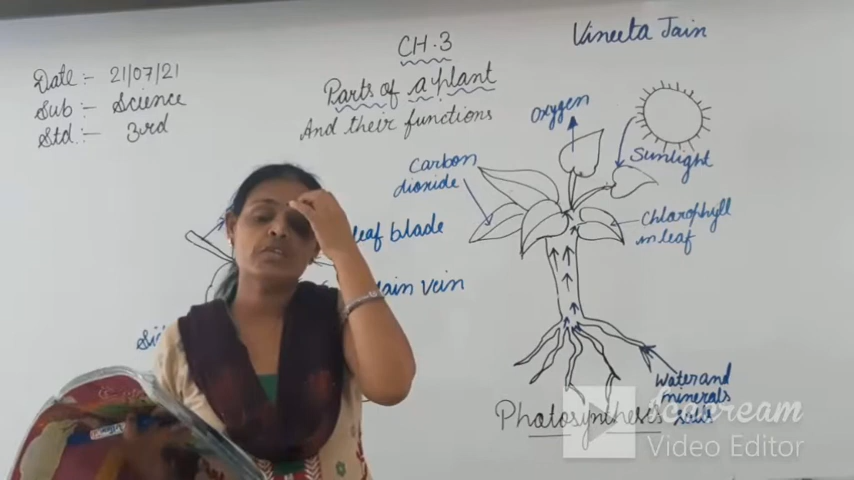 Vineeta Jain
CH.3
Date :- 21/07/21
Parts of a plant
Sub :- Science
And their functions
Std :- 3rd
oxygen
Sunlight
Carbon
dioxide
chlorophyll
in leaf
leaf blade
vein
Water and
minerals
Photosynthesis
Icecream
Video Editor